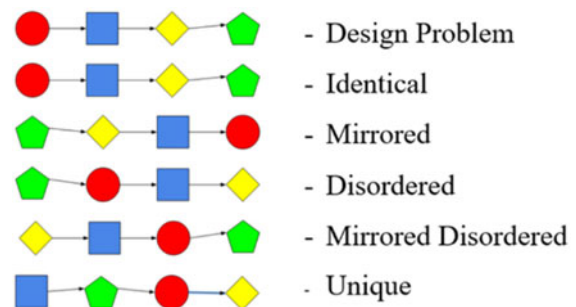 - Design Problem
- Identical
- Mirrored
- Disordered
- Mirrored Disordered
- Unique